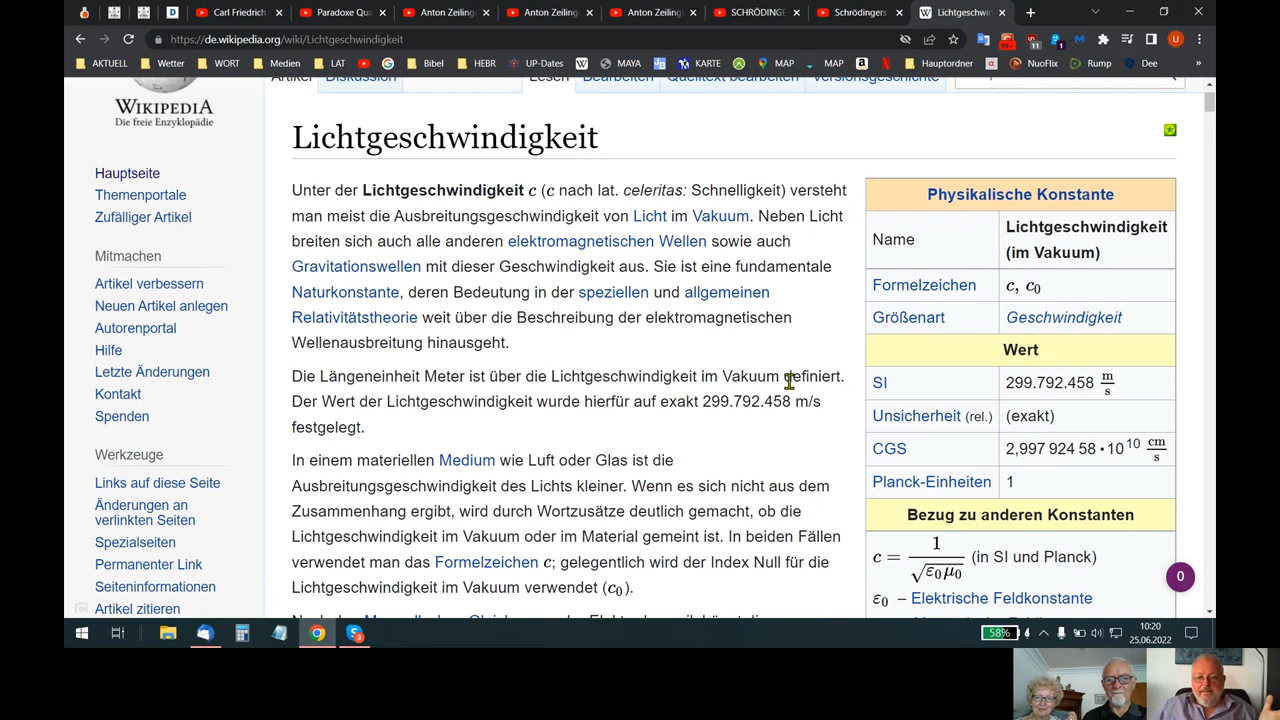 Carl Friedrich
Paradoxe Qua
Anton Zeiling
Anton Zeiling
Anton Zeiling
SCHRÖDINGE
Schrödingers
Lichtgeschwin
https://de.wikipedia.org/wiki/Lichtgeschwindigkeit
AKTUELL
Wetter
WORT
Medien
LAT
Bibel
HEBR
UP-Dates
MAYA
KARTE
MAP
MAP
Hauptordner
NuoFlix
Rump
Dee
Artikel
Diskussion
Lesen
Bearbeiten
Quelltext bearbeiten
Versionsgeschichte
WIKIPEDIA
Die freie Enzyklopädie
Hauptseite
Themenportale
Zufälliger Artikel
Mitmachen
Artikel verbessern
Neuen Artikel anlegen
Autorenportal
Hilfe
Letzte Änderungen
Kontakt
Spenden
Werkzeuge
Links auf diese Seite
Änderungen an
verlinkten Seiten
Spezialseiten
Permanenter Link
Seiteninformationen
Artikel zitieren
Lichtgeschwindigkeit
Unter der Lichtgeschwindigkeit c (c nach lat. celeritas: Schnelligkeit) versteht
man meist die Ausbreitungsgeschwindigkeit von Licht im Vakuum. Neben Licht
breiten sich auch alle anderen elektromagnetischen Wellen sowie auch
Gravitationswellen mit dieser Geschwindigkeit aus. Sie ist eine fundamentale
Naturkonstante, deren Bedeutung in der speziellen und allgemeinen
Relativitätstheorie weit über die Beschreibung der elektromagnetischen
Wellenausbreitung hinausgeht.
Die Längeneinheit Meter ist über die Lichtgeschwindigkeit im Vakuum definiert.
Der Wert der Lichtgeschwindigkeit wurde hierfür auf exakt 299.792.458 m/s
festgelegt.
In einem materiellen Medium wie Luft oder Glas ist die
Ausbreitungsgeschwindigkeit des Lichts kleiner. Wenn es sich nicht aus dem
Zusammenhang ergibt, wird durch Wortzusätze deutlich gemacht, ob die
Lichtgeschwindigkeit im Vakuum oder im Material gemeint ist. In beiden Fällen
verwendet man das Formelzeichen c; gelegentlich wird der Index Null für die
Lichtgeschwindigkeit im Vakuum verwendet (c₀).
Physikalische Konstante
Name
Lichtgeschwindigkeit
(im Vakuum)
Formelzeichen c, c₀
Größenart Geschwindigkeit
Wert
SI 299.792.458 m/s
Unsicherheit (rel.) (exakt)
CGS 2,997 924 58 · 10¹⁰ cm/s
Planck-Einheiten 1
Bezug zu anderen Konstanten
c = 1/√ε₀μ₀ (in SI und Planck)
ε₀ – Elektrische Feldkonstante
0
58%
10:20
25.06.2022